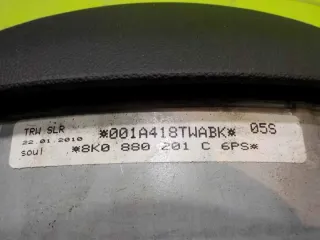 TRW SLR *001A418TWABK* 05S
22.01.2010
soul *8K0 880 201 C 6PS*